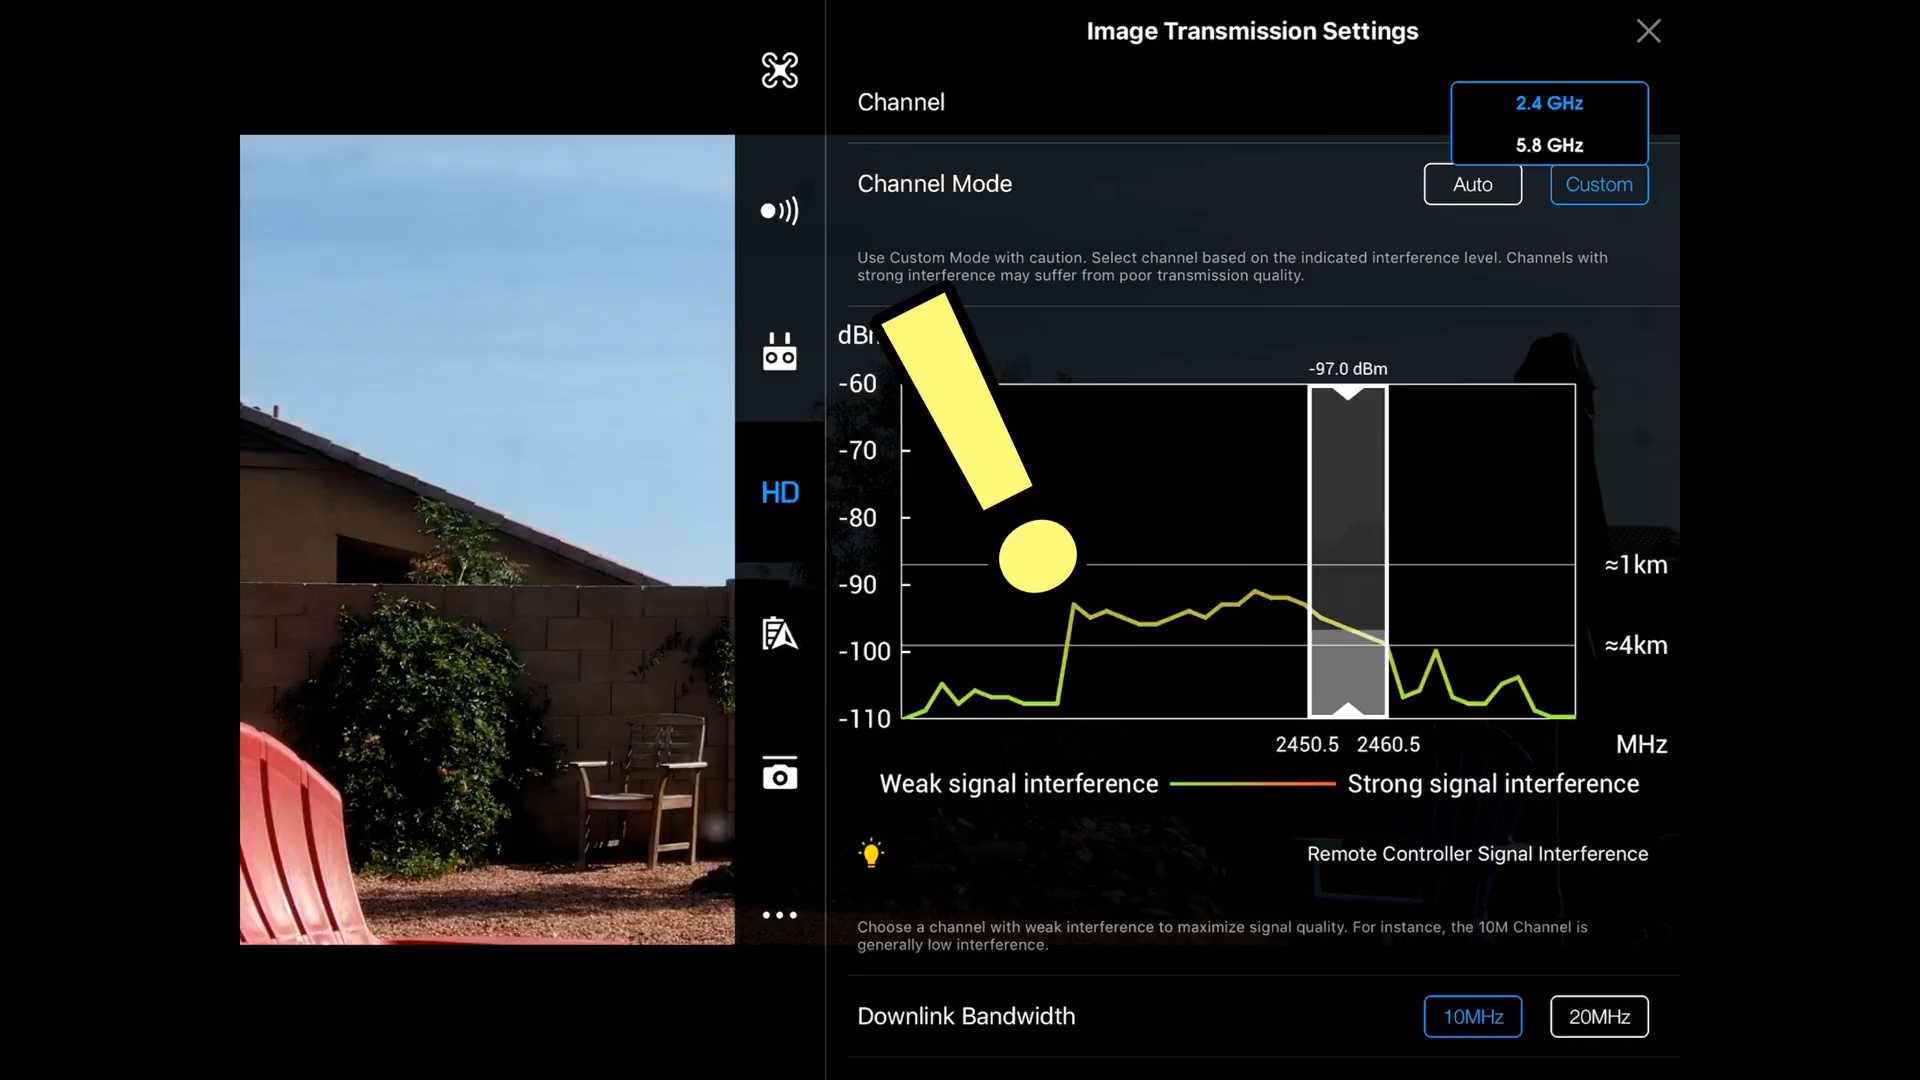 Image Transmission Settings
Channel
2.4 GHz
5.8 GHz
Channel Mode
Auto
Custom
Use Custom Mode with caution. Select channel based on the indicated interference level. Channels with
strong interference may suffer from poor transmission quality.
-97.0 dBm
-60
-70
-80
HD
≈1km
-90
≈4km
-100
-110
2450.5 2460.5
MHz
Weak signal interference
Strong signal interference
Remote Controller Signal Interference
Choose a channel with weak interference to maximize signal quality. For instance, the 10M Channel is
generally low interference.
Downlink Bandwidth
10MHz
20MHz